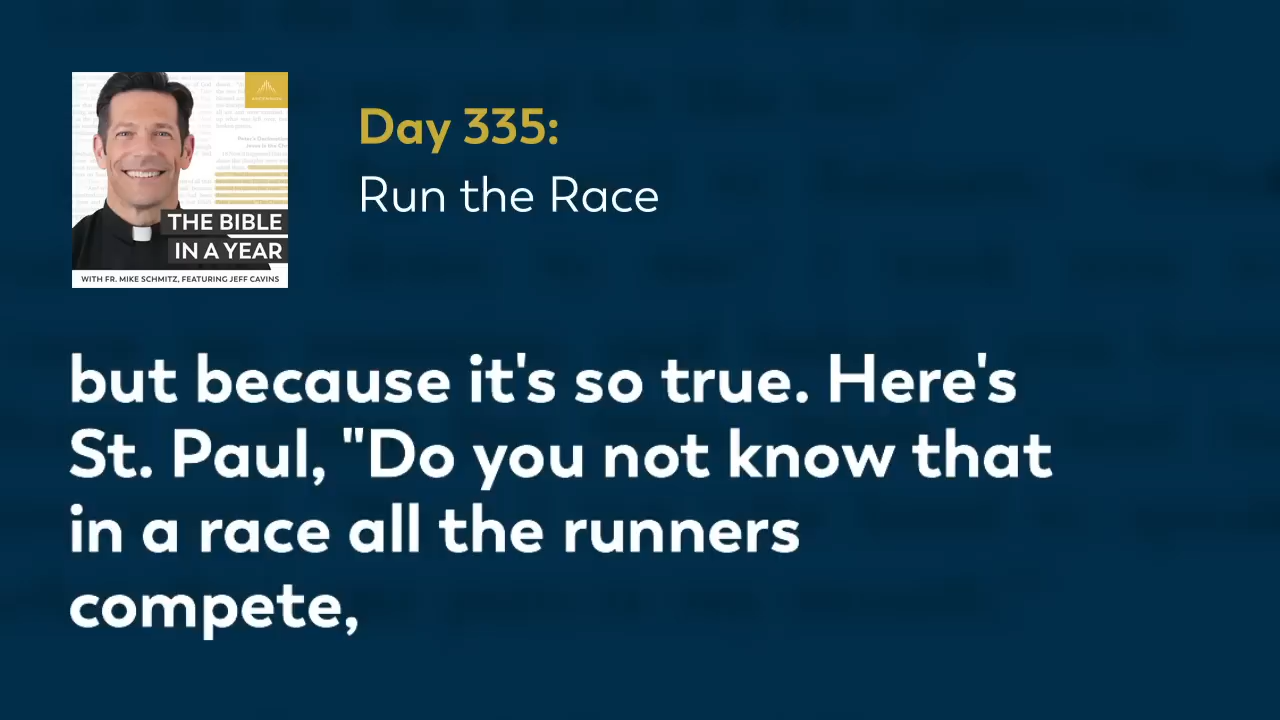 Day 335:
Run the Race
THE BIBLE
IN A YEAR
WITH FR. MIKE SCHMITZ, FEATURING JEFF CAVINS
but because it's so true. Here's
St. Paul, "Do you not know that
in a race all the runners
compete,